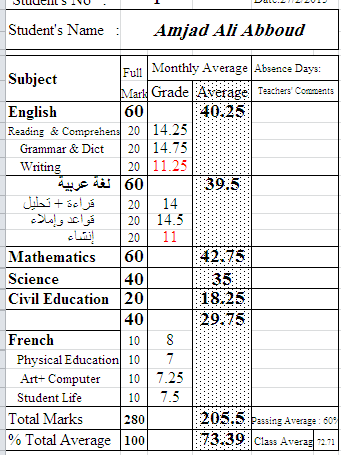 Student's No : 1 Date:27/2/2015
Student's Name : Amjad Ali Abboud
Subject Full Mark Monthly Average Absence Days:
Grade Average Teachers' Comments
English 60 40.25
Reading & Comprehens 20 14.25
Grammar & Dict 20 14.75
Writing 20 11.25
لغة عربية 60 39.5
قراءة + تحليل 20 14
قواعد وإملاء 20 14.5
إنشاء 20 11
Mathematics 60 42.75
Science 40 35
Civil Education 20 18.25
40 29.75
French 10 8
Physical Education 10 7
Art+ Computer 10 7.25
Student Life 10 7.5
Total Marks 280 205.5 Passing Average : 60%
% Total Average 100 73.39 Class Averag 72.71